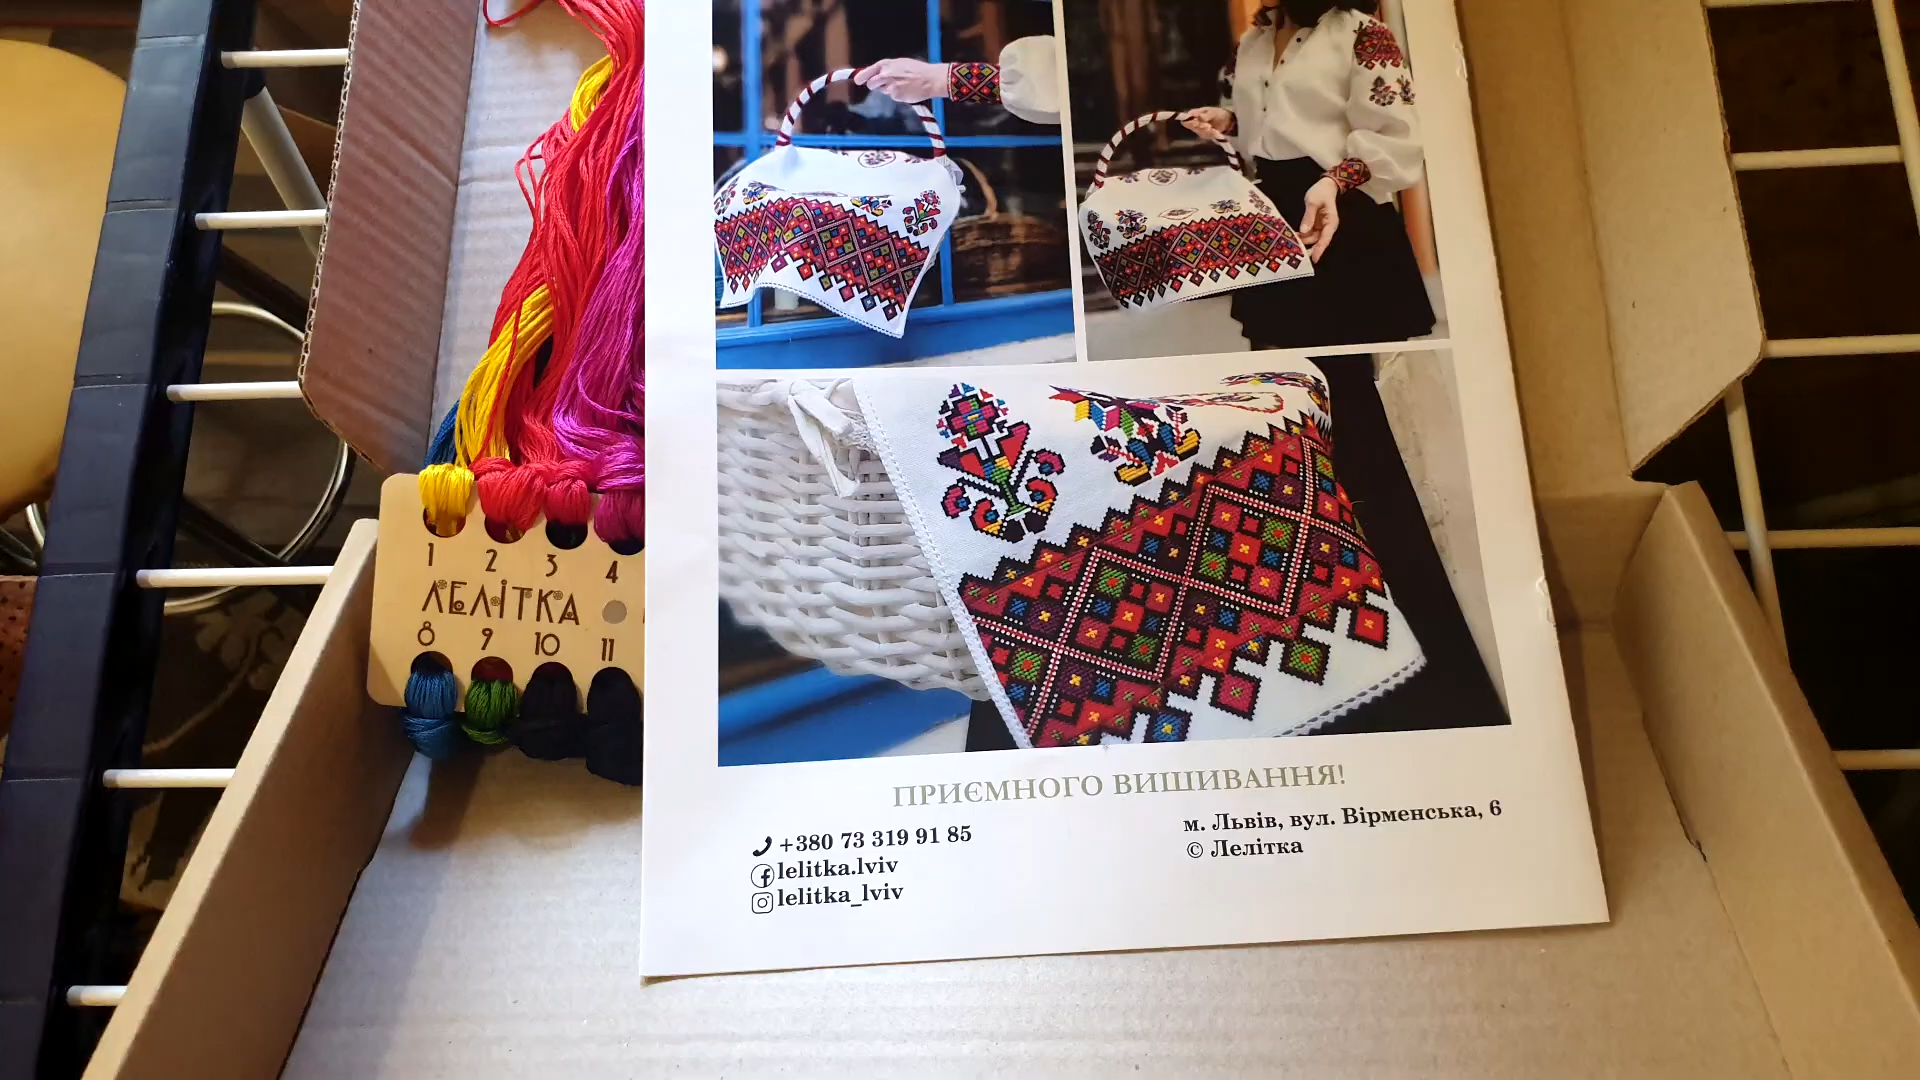 1 2 3 4
ЛЕЛІТКА
8 9 10 11
ПРИЄМНОГО ВИШИВАННЯ!
+380 73 319 91 85
lelitka.lviv
lelitka_lviv
м. Львів, вул. Вірменська, 6
© Лелітка